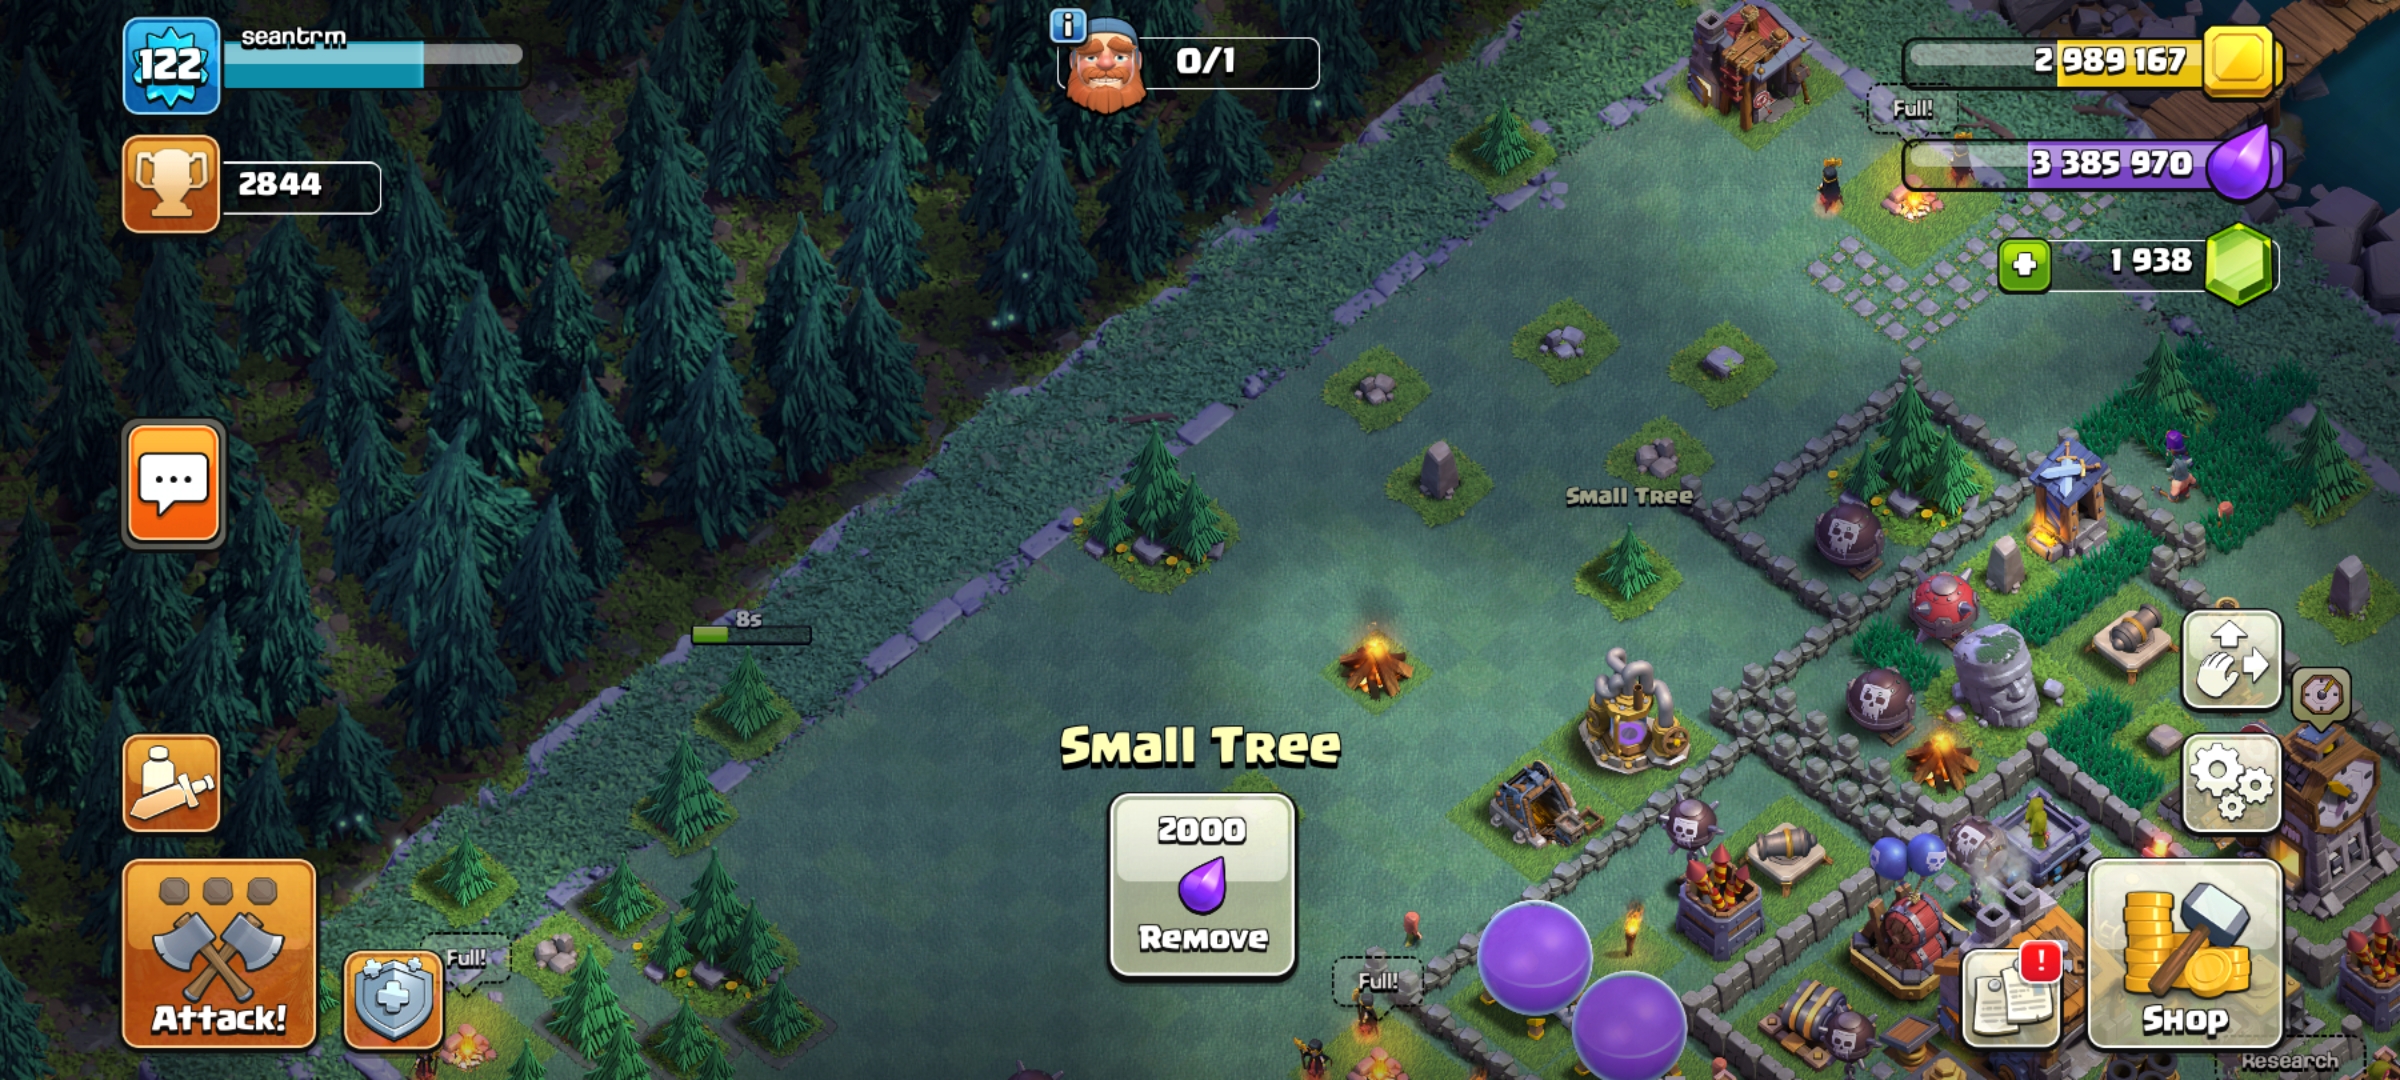 122
seantrm
i
0/1
2 989 167
Full!
2844
3 385 970
1 938
Small Tree
8s
Small Tree
2000
Remove
Full!
Full!
!
Attack!
Shop
Research